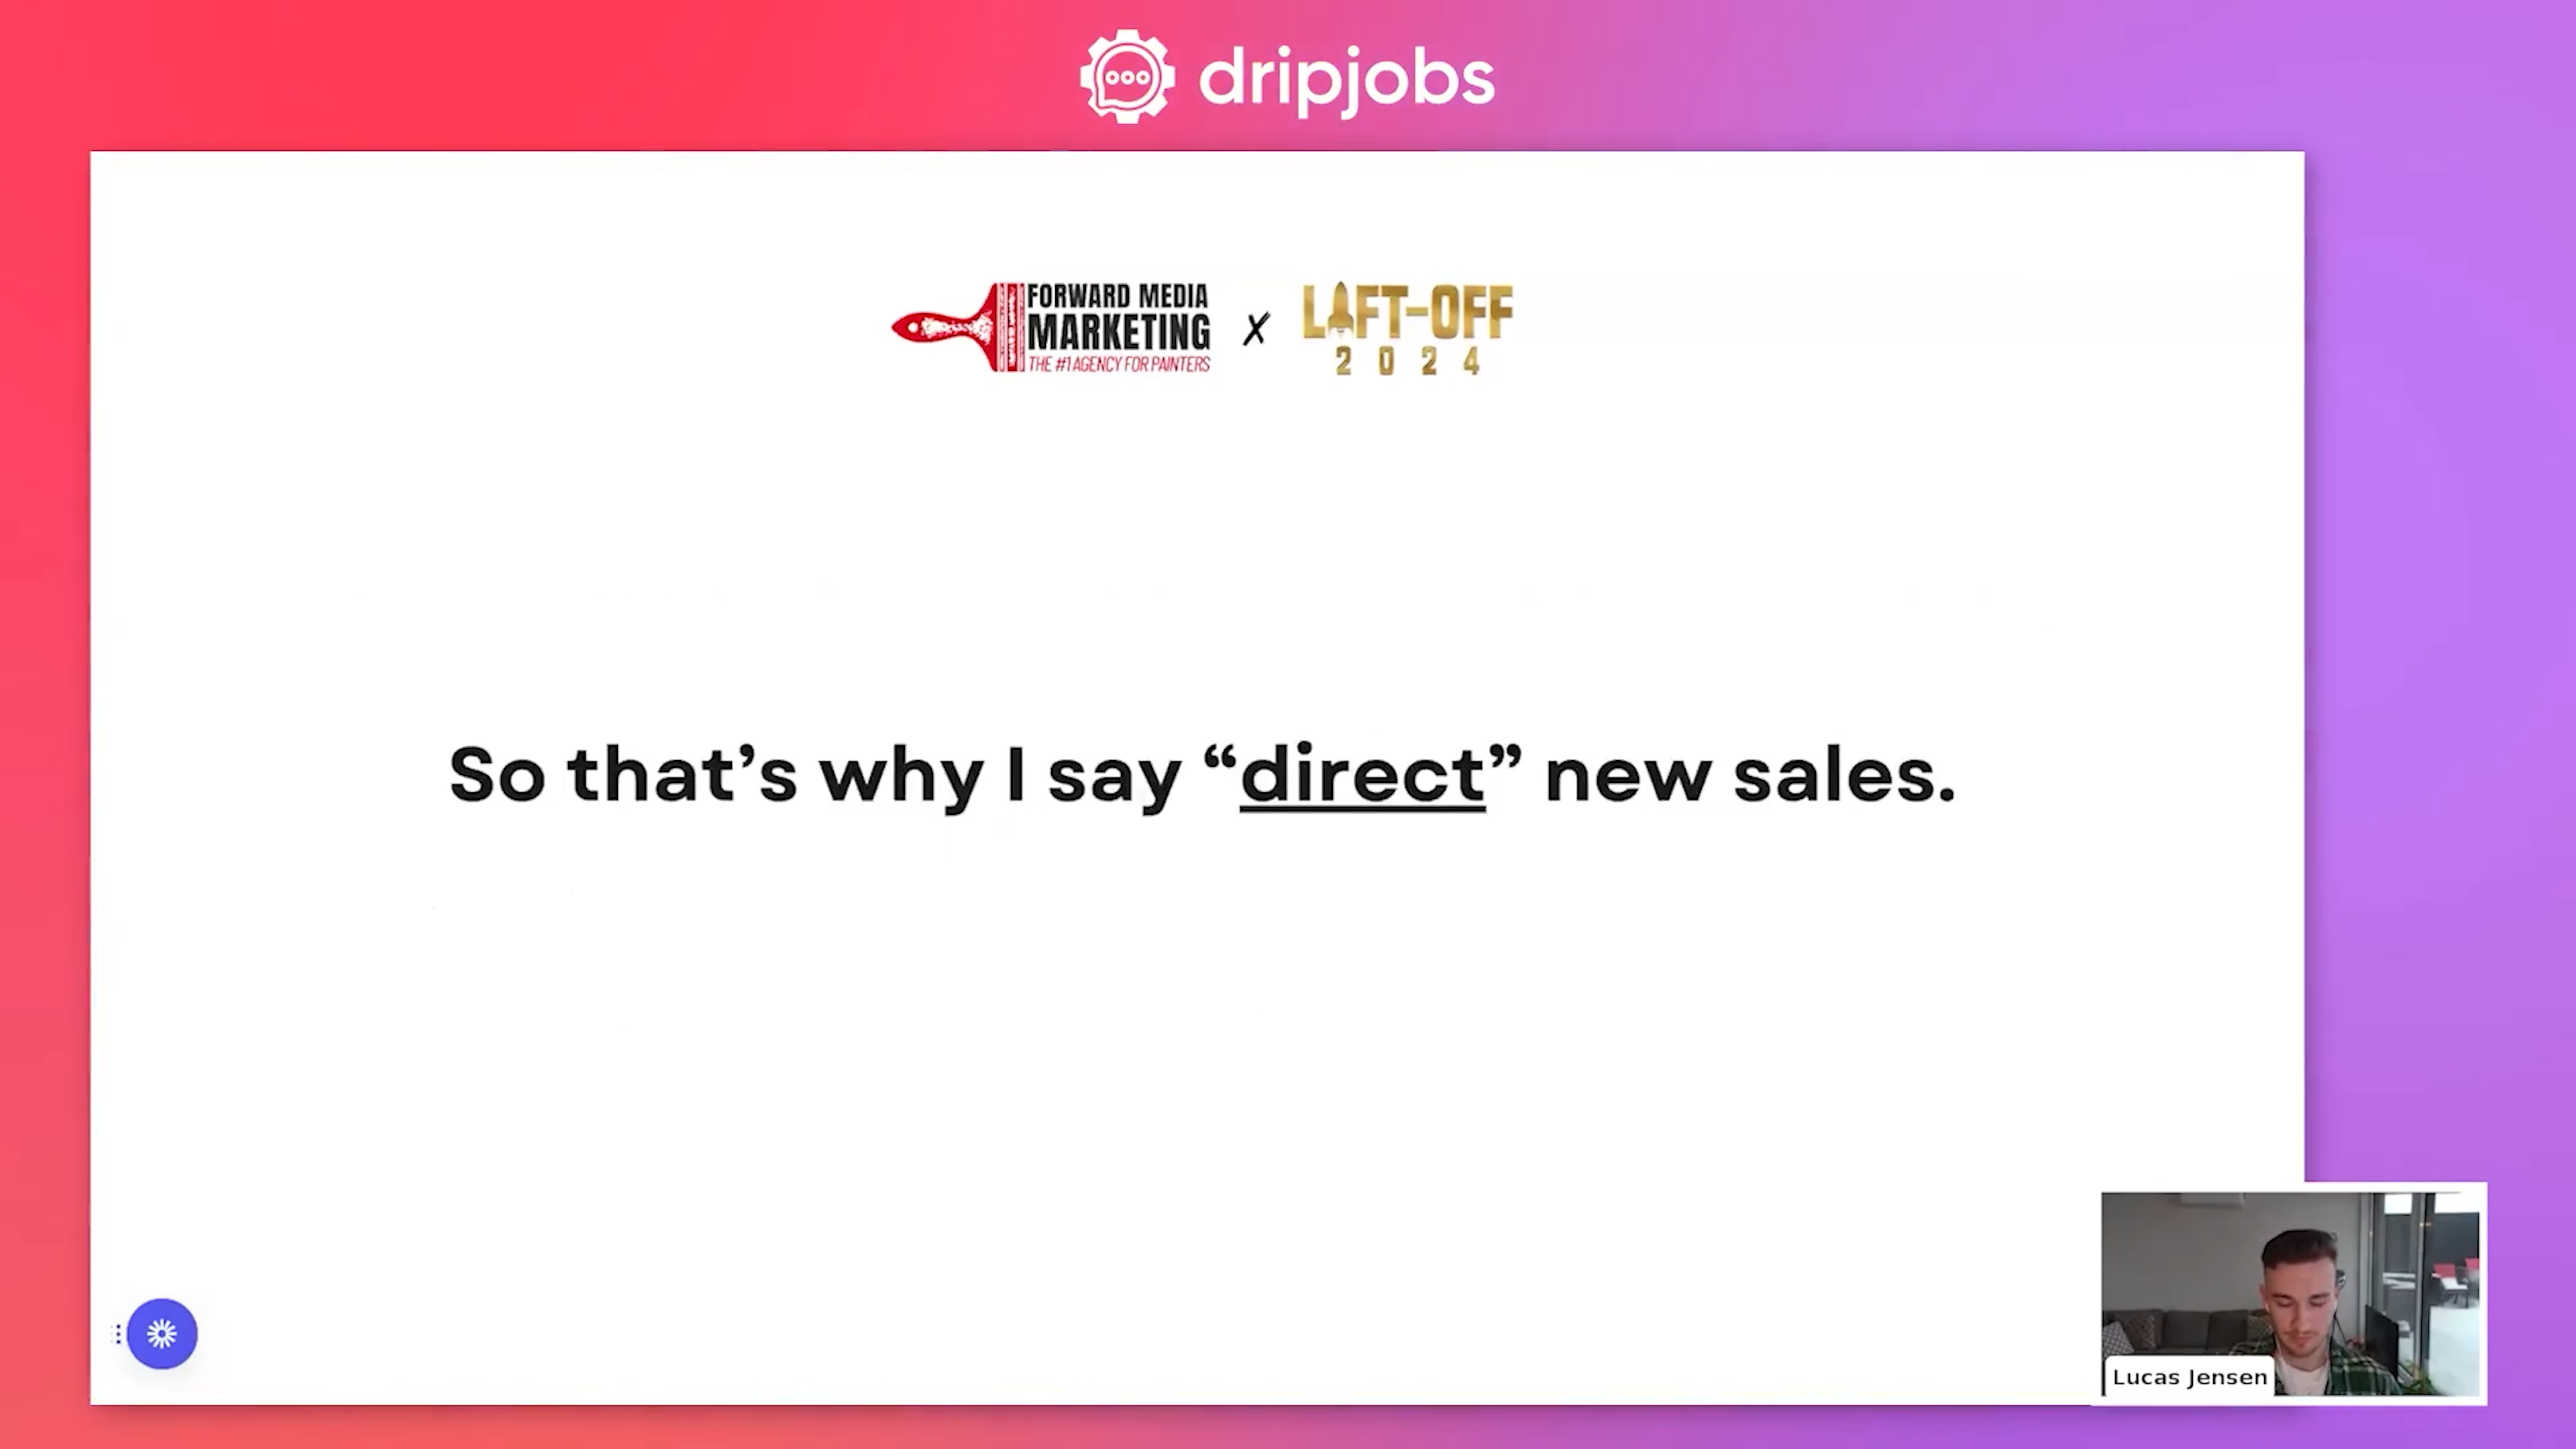 dripjobs
FORWARD MEDIA
MARKETING
THE #1 AGENCY FOR PAINTERS
X
LIFT-OFF
2024
So that’s why I say “direct” new sales.
Lucas Jensen